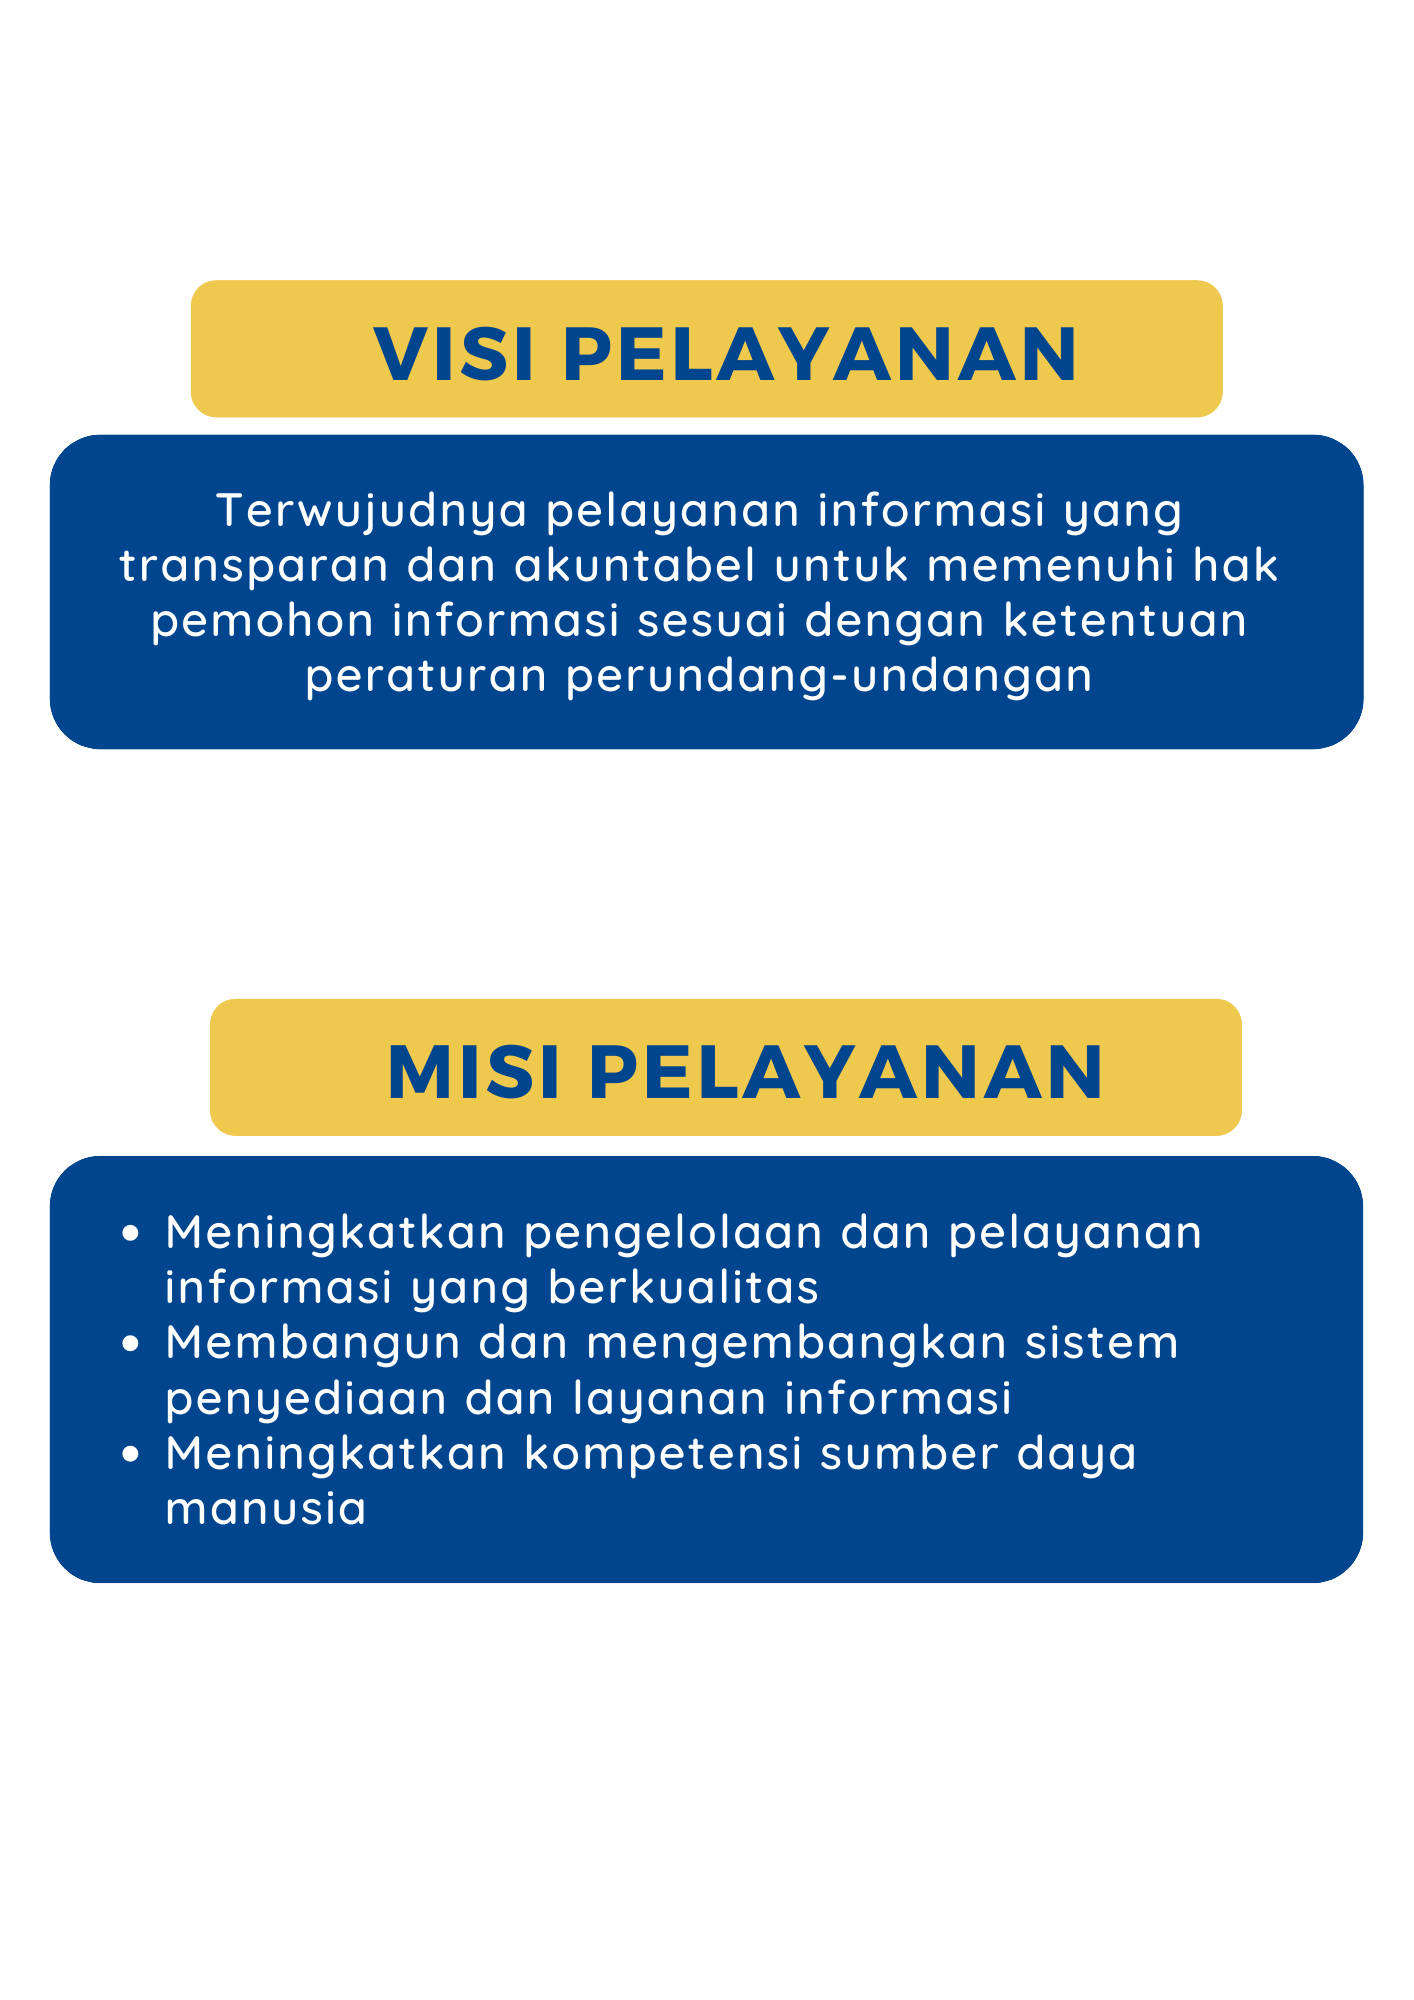 VISI PELAYANAN
Terwujudnya pelayanan informasi yang
transparan dan akuntabel untuk memenuhi hak
pemohon informasi sesuai dengan ketentuan
peraturan perundang-undangan
MISI PELAYANAN
• Meningkatkan pengelolaan dan pelayanan
informasi yang berkualitas
• Membangun dan mengembangkan sistem
penyediaan dan layanan informasi
• Meningkatkan kompetensi sumber daya
manusia